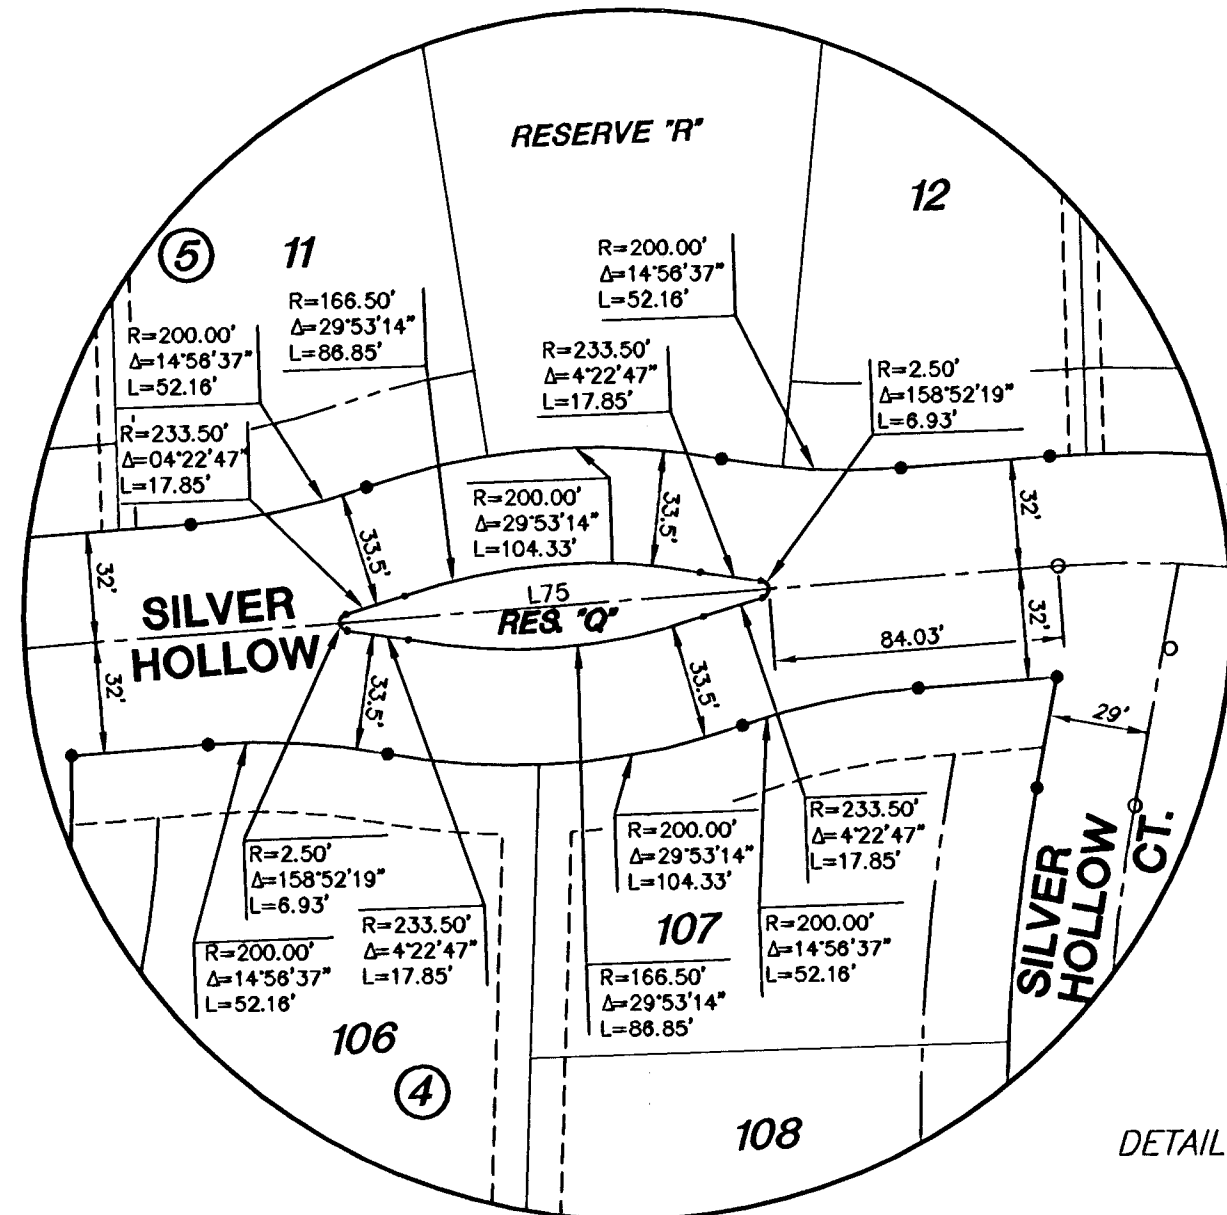 RESERVE "R"
12
5
11
R=200.00'
Δ=14°56'37"
L=52.16'
R=166.50'
Δ=29°53'14"
L=86.85'
R=200.00'
Δ=14°56'37"
L=52.16'
R=233.50'
Δ=4°22'47"
L=17.85'
R=2.50'
Δ=158°52'19"
L=6.93'
R=233.50'
Δ=04°22'47"
L=17.85'
R=200.00'
Δ=29°53'14"
L=104.33'
33.5'
33.5'
32'
32'
SILVER
HOLLOW
L75
RES. "Q"
32'
32'
84.03'
33.5'
33.5'
29'
R=2.50'
Δ=158°52'19"
L=6.93'
R=200.00'
Δ=29°53'14"
L=104.33'
R=233.50'
Δ=4°22'47"
L=17.85'
R=200.00'
Δ=14°56'37"
L=52.16'
R=233.50'
Δ=4°22'47"
L=17.85'
107
R=166.50'
Δ=29°53'14"
L=86.85'
R=200.00'
Δ=14°56'37"
L=52.16'
SILVER
HOLLOW
CT.
106
4
108
DETAIL